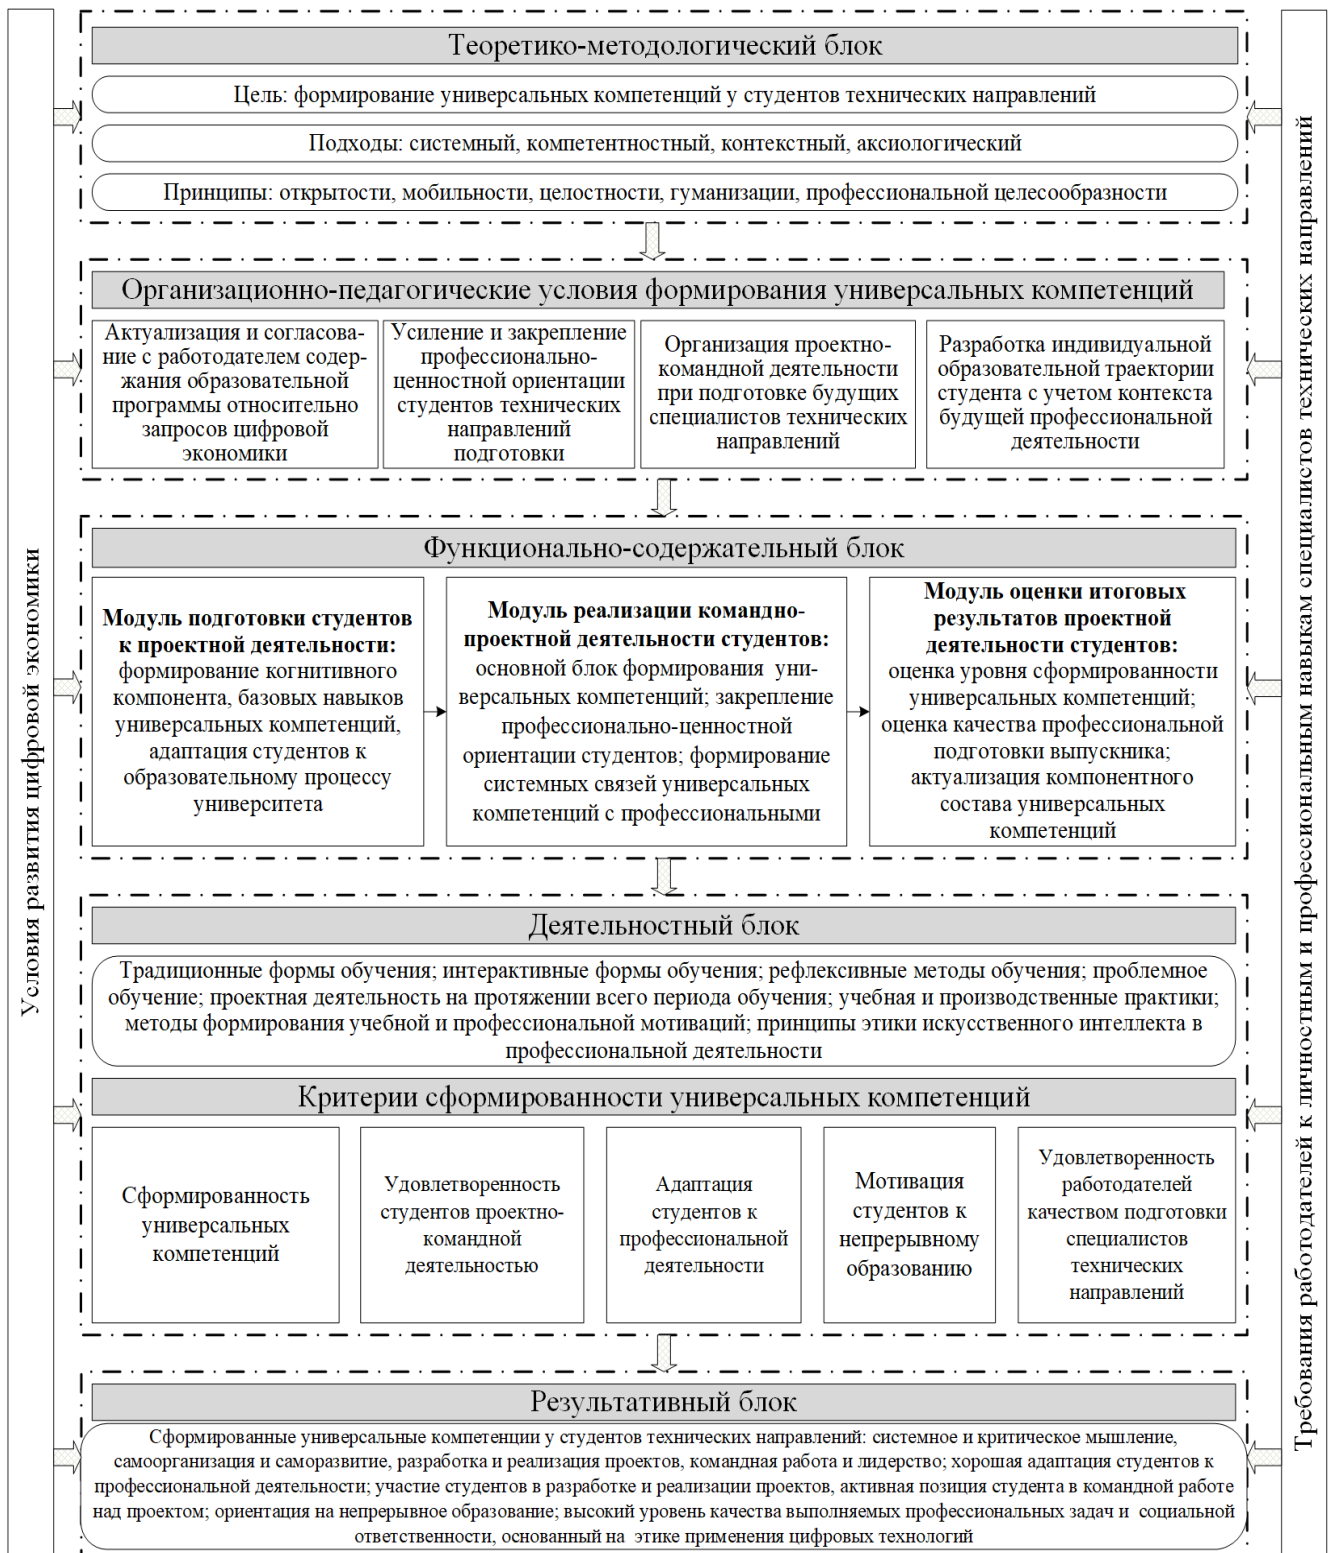 Условия развития цифровой экономики
Теоретико-методологический блок
Цель: формирование универсальных компетенций у студентов технических направлений
Подходы: системный, компетентностный, контекстный, аксиологический
Принципы: открытости, мобильности, целостности, гуманизации, профессиональной целесообразности
Организационно-педагогические условия формирования универсальных компетенций
Актуализация и согласова-
ние с работодателем содер-
жания образовательной
программы относительно
запросов цифровой
экономики
Усиление и закрепление
профессионально-
ценностной ориентации
студентов технических
направлений
подготовки
Организация проектно-
командной деятельности
при подготовке будущих
специалистов технических
направлений
Разработка индивидуальной
образовательной траектории
студента с учетом контекста
будущей профессиональной
деятельности
Функционально-содержательный блок
Модуль подготовки студентов
к проектной деятельности:
формирование когнитивного
компонента, базовых навыков
универсальных компетенций,
адаптация студентов к
образовательному процессу
университета
Модуль реализации командно-
проектной деятельности студентов:
основной блок формирования уни-
версальных компетенций; закрепление
профессионально-ценностной
ориентации студентов; формирование
системных связей универсальных
компетенций с профессиональными
Модуль оценки итоговых
результатов проектной
деятельности студентов:
оценка уровня сформированности
универсальных компетенций;
оценка качества профессиональной
подготовки выпускника;
актуализация компонентного
состава универсальных
компетенций
Деятельностный блок
Традиционные формы обучения; интерактивные формы обучения; рефлексивные методы обучения; проблемное
обучение; проектная деятельность на протяжении всего периода обучения; учебная и производственные практики;
методы формирования учебной и профессиональной мотиваций; принципы этики искусственного интеллекта в
профессиональной деятельности
Критерии сформированности универсальных компетенций
Сформированность
универсальных
компетенций
Удовлетворенность
студентов проектно-
командной
деятельностью
Адаптация
студентов к
профессиональной
деятельности
Мотивация
студентов к
непрерывному
образованию
Удовлетворенность
работодателей
качеством подготовки
специалистов
технических
направлений
Результативный блок
Сформированные универсальные компетенции у студентов технических направлений: системное и критическое мышление,
самоорганизация и саморазвитие, разработка и реализация проектов, командная работа и лидерство; хорошая адаптация студентов к
профессиональной деятельности; участие студентов в разработке и реализации проектов, активная позиция студента в командной работе
над проектом; ориентация на непрерывное образование; высокий уровень качества выполняемых профессиональных задач и социальной
ответственности, основанный на этике применения цифровых технологий
Требования работодателей к личностным и профессиональным навыкам специалистов технических направлений